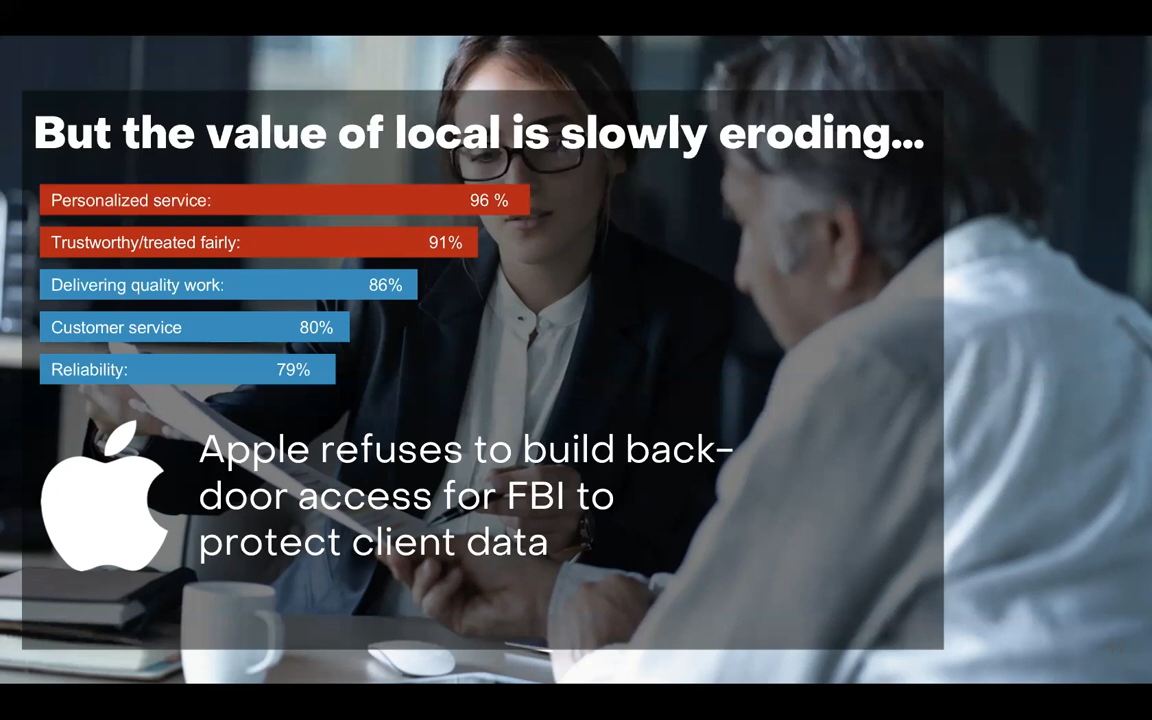 But the value of local is slowly eroding...
Personalized service: 96 %
Trustworthy/treated fairly: 91%
Delivering quality work: 86%
Customer service 80%
Reliability: 79%
Apple refuses to build back-
door access for FBI to
protect client data